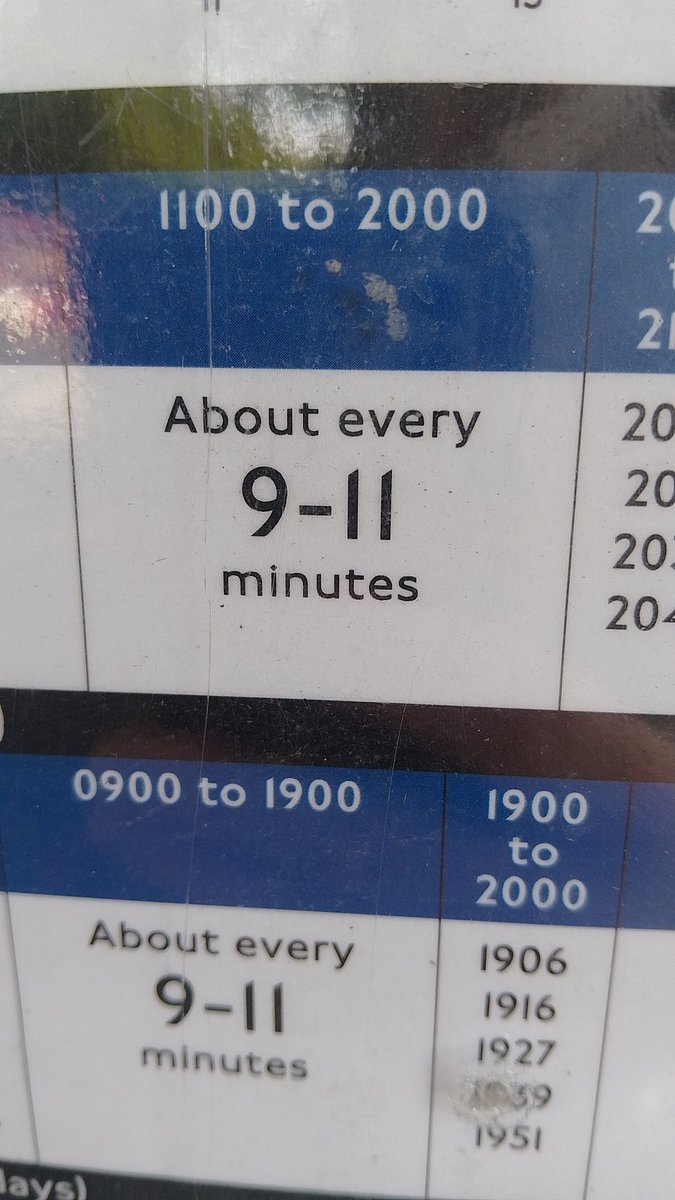 1100 to 2000
About every
9-11
minutes
0900 to 1900
1900
to
2000
About every
9-11
minutes
1906
1916
1927
1951